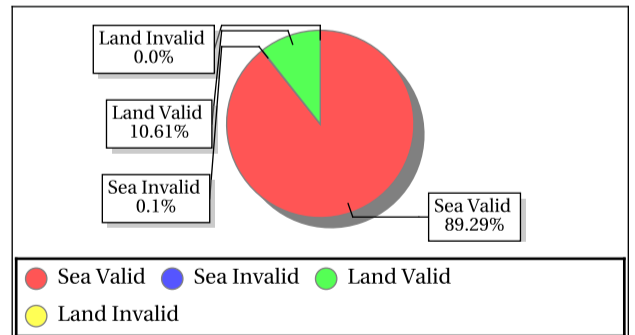 Land Invalid
0.0%
Land Valid
10.61%
Sea Invalid
0.1%
Sea Valid
89.29%
Sea Valid Sea Invalid Land Valid
Land Invalid